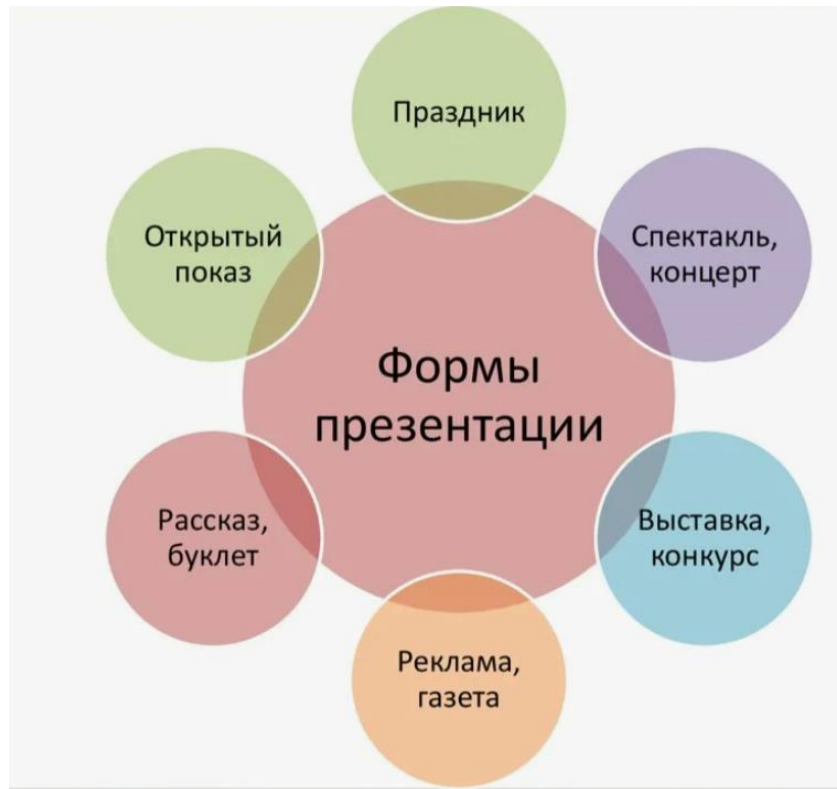 Праздник
Открытый
показ
Спектакль,
концерт
Формы
презентации
Рассказ,
буклет
Выставка,
конкурс
Реклама,
газета